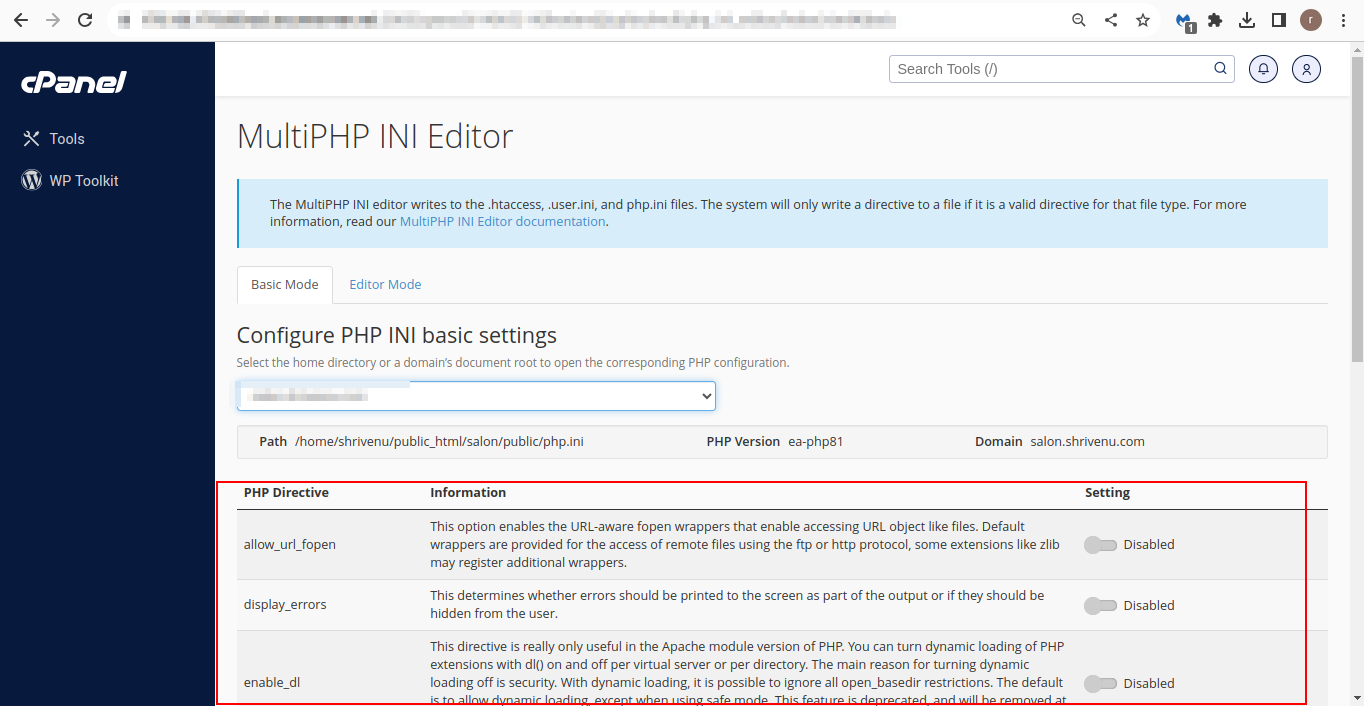 1
r
cPanel
Search Tools (/)
Tools
WP Toolkit
MultiPHP INI Editor
The MultiPHP INI editor writes to the .htaccess, .user.ini, and php.ini files. The system will only write a directive to a file if it is a valid directive for that file type. For more
information, read our MultiPHP INI Editor documentation.
Basic Mode Editor Mode
Configure PHP INI basic settings
Select the home directory or a domain's document root to open the corresponding PHP configuration.
Path /home/shrivenu/public_html/salon/public/php.ini PHP Version ea-php81 Domain salon.shrivenu.com
PHP Directive Information Setting
This option enables the URL-aware fopen wrappers that enable accessing URL object like files. Default
allow_url_fopen wrappers are provided for the access of remote files using the ftp or http protocol, some extensions like zlib Disabled
may register additional wrappers.
display_errors This determines whether errors should be printed to the screen as part of the output or if they should be Disabled
hidden from the user.
This directive is really only useful in the Apache module version of PHP. You can turn dynamic loading of PHP
extensions with dl() on and off per virtual server or per directory. The main reason for turning dynamic
enable_dl loading off is security. With dynamic loading, it is possible to ignore all open_basedir restrictions. The default Disabled
is to allow dynamic loading, except when using safe mode. This feature is deprecated, and will be removed at